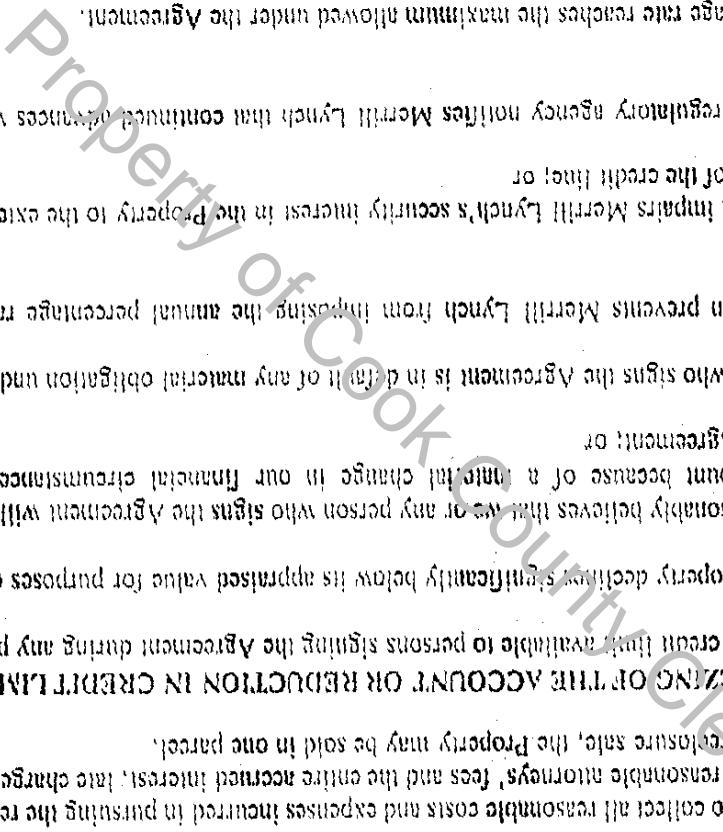 o collect all reasonable costs and expenses incurred in pursuing the re
reasonable attorneys' fees and the entire accrued interest, late charge
eclosure sale, the Property may be sold in one parcel.
ZING OF THE ACCOUNT OR REDUCTION IN CREDIT LIM
credit limit available to persons signing the Agreement during any p
operty declines significantly below its appraised value for purposes
onably believes that we or any person who signs the Agreement will
ount because of a material change in our financial circumstances
greement; or
who signs the Agreement is in default of any material obligation und
n prevents Merrill Lynch from imposing the annual percentage r
impairs Merrill Lynch's security interest in the Property to the exte
of the credit line; or
regulatory agency notifies Merrill Lynch that continued advances
age rate reaches the maximum allowed under the Agreement.
Property of Cook County Cle